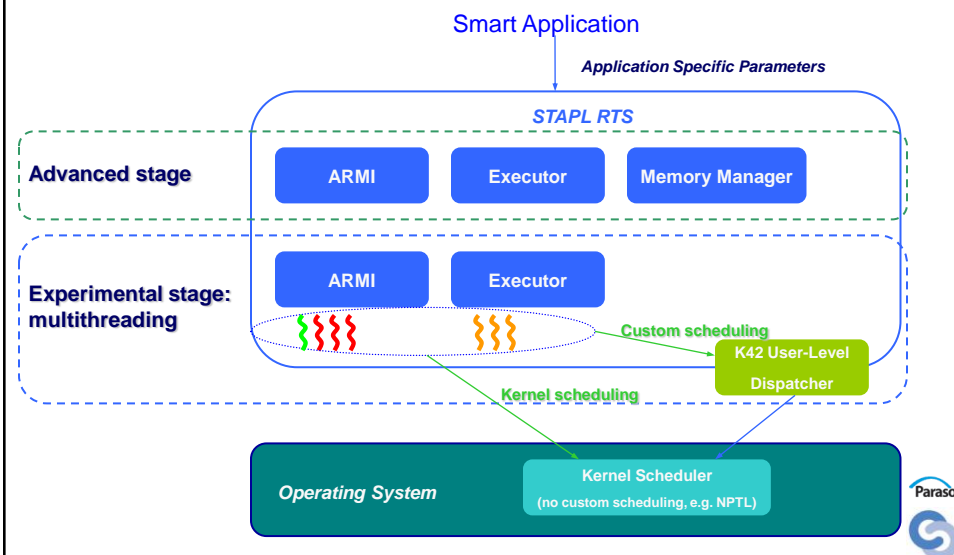 Smart Application
Application Specific Parameters
STAPL RTS
Advanced stage
ARMI
Executor
Memory Manager
ARMI
Executor
Experimental stage:
multithreading
Custom scheduling
K42 User-Level
Dispatcher
Kernel scheduling
Kernel Scheduler
(no custom scheduling, e.g. NPTL)
Operating System
Paraso